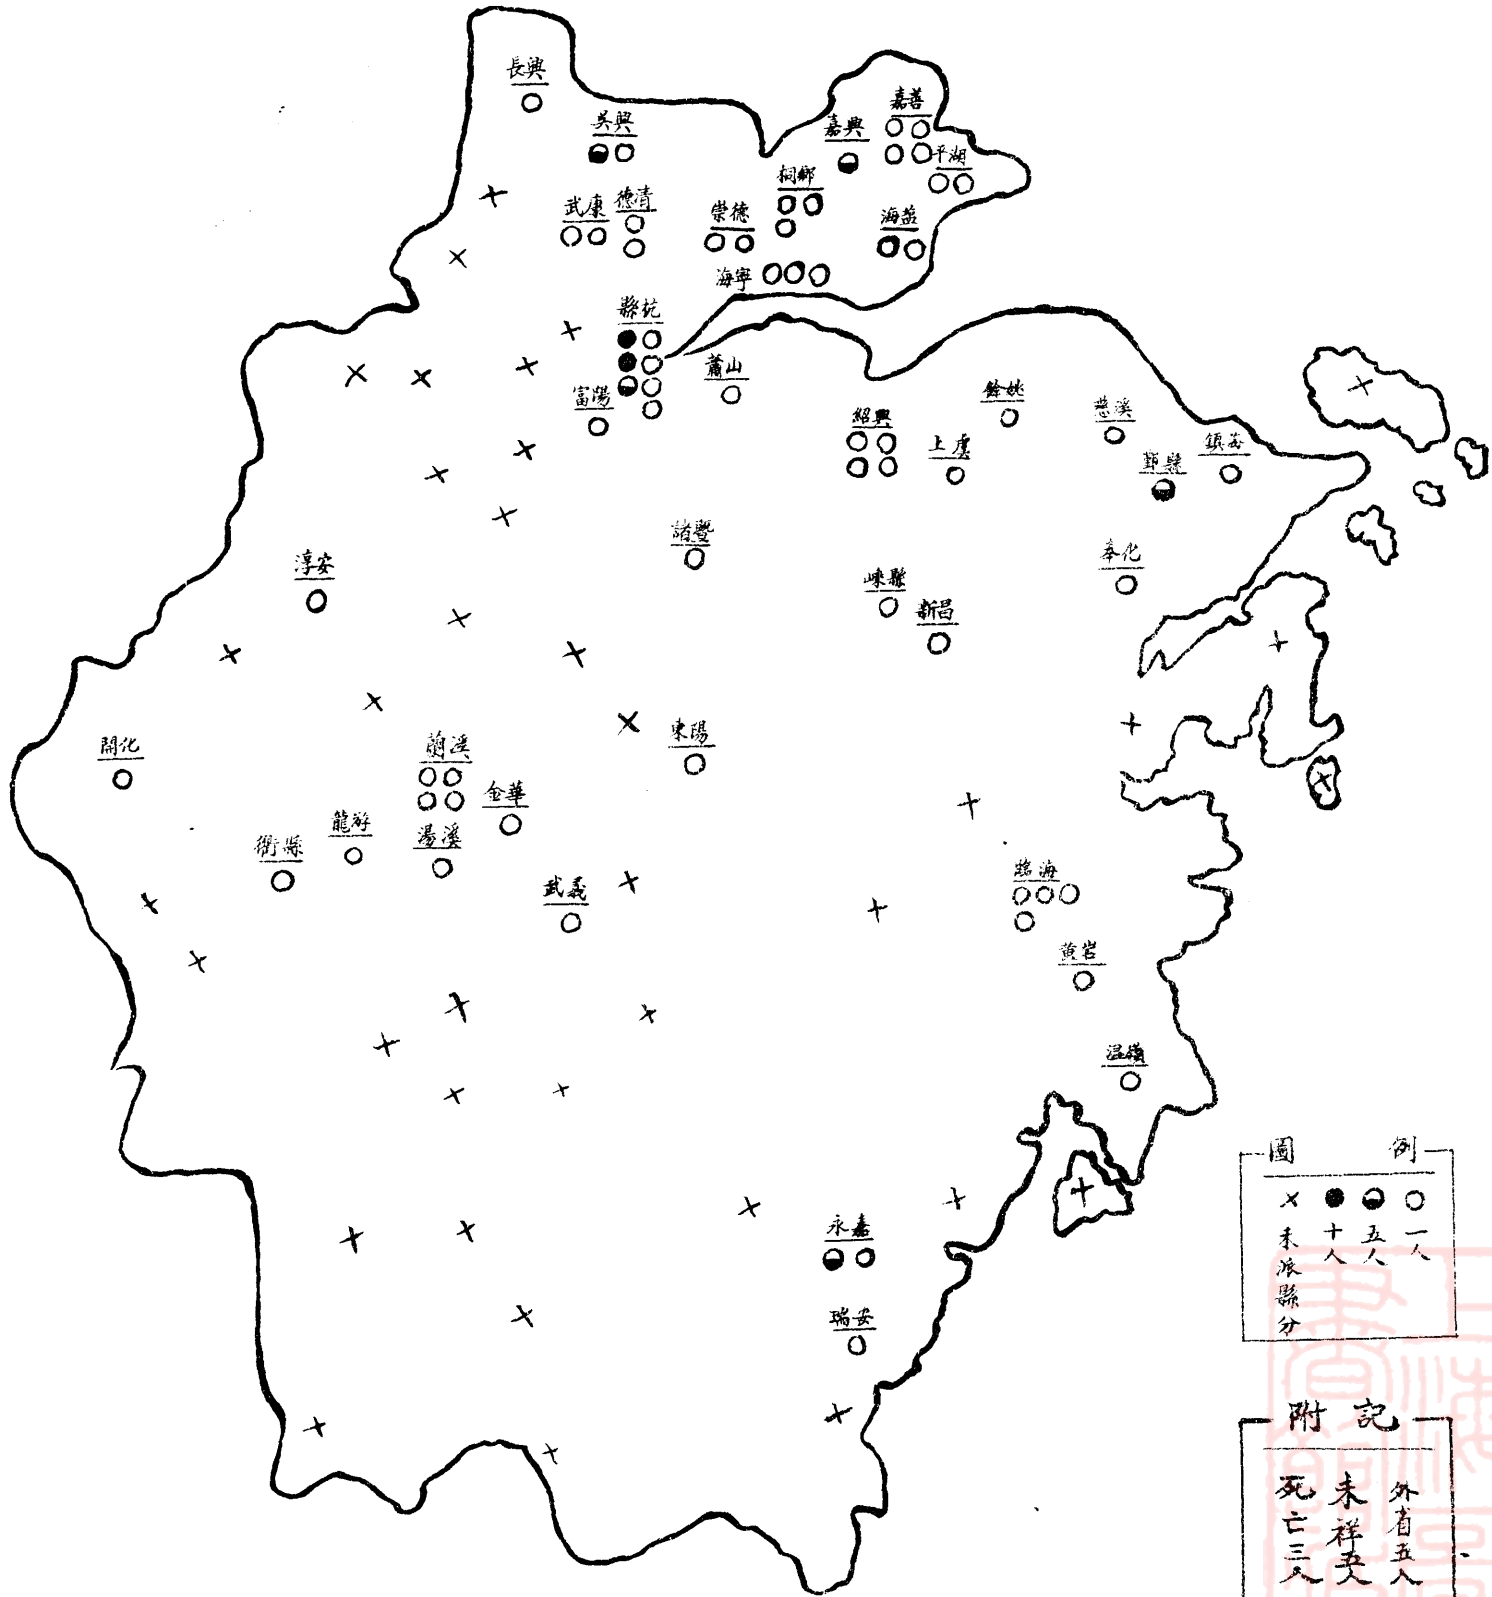 長興
吳興
嘉善
嘉興
平湖
桐鄉
武康
德清
崇德
海鹽
海寧
杭縣
蕭山
富陽
紹興
餘姚
慈溪
鎮海
上虞
鄞縣
諸暨
奉化
淳安
嵊縣
新昌
開化
蘭溪
東陽
金華
龍游
湯溪
衢縣
武義
臨海
黃岩
温嶺
永嘉
瑞安
圖例
○ 一人
五人
● 十人
× 未派縣分
附記
外省五人
未祥五人
死亡三人